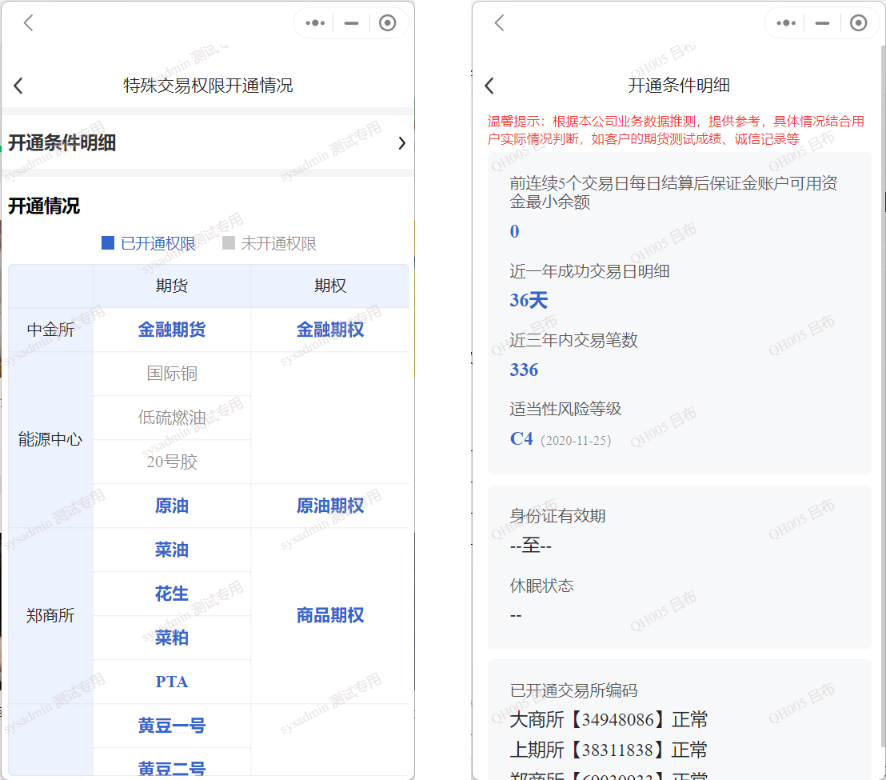 特殊交易权限开通情况
开通条件明细
开通情况
已开通权限 未开通权限
期货 期权
中金所 金融期货 金融期权
国际铜
低硫燃油
能源中心
20号胶
原油 原油期权
菜油
花生
郑商所 商品期权
菜粕
PTA
黄豆一号
黄豆二号
sysadmin 测试专用
开通条件明细
温馨提示：根据本公司业务数据推测，提供参考，具体情况结合用
户实际情况判断，如客户的期货测试成绩、诚信记录等
前连续5个交易日每日结算后保证金账户可用资
金最小余额
0
近一年成功交易日明细
36天
近三年内交易笔数
336
适当性风险等级
C4（2020-11-25）
身份证有效期
--至--
休眠状态
--
已开通交易所编码
大商所【34948086】正常
上期所【38311838】正常
QH005 吕布